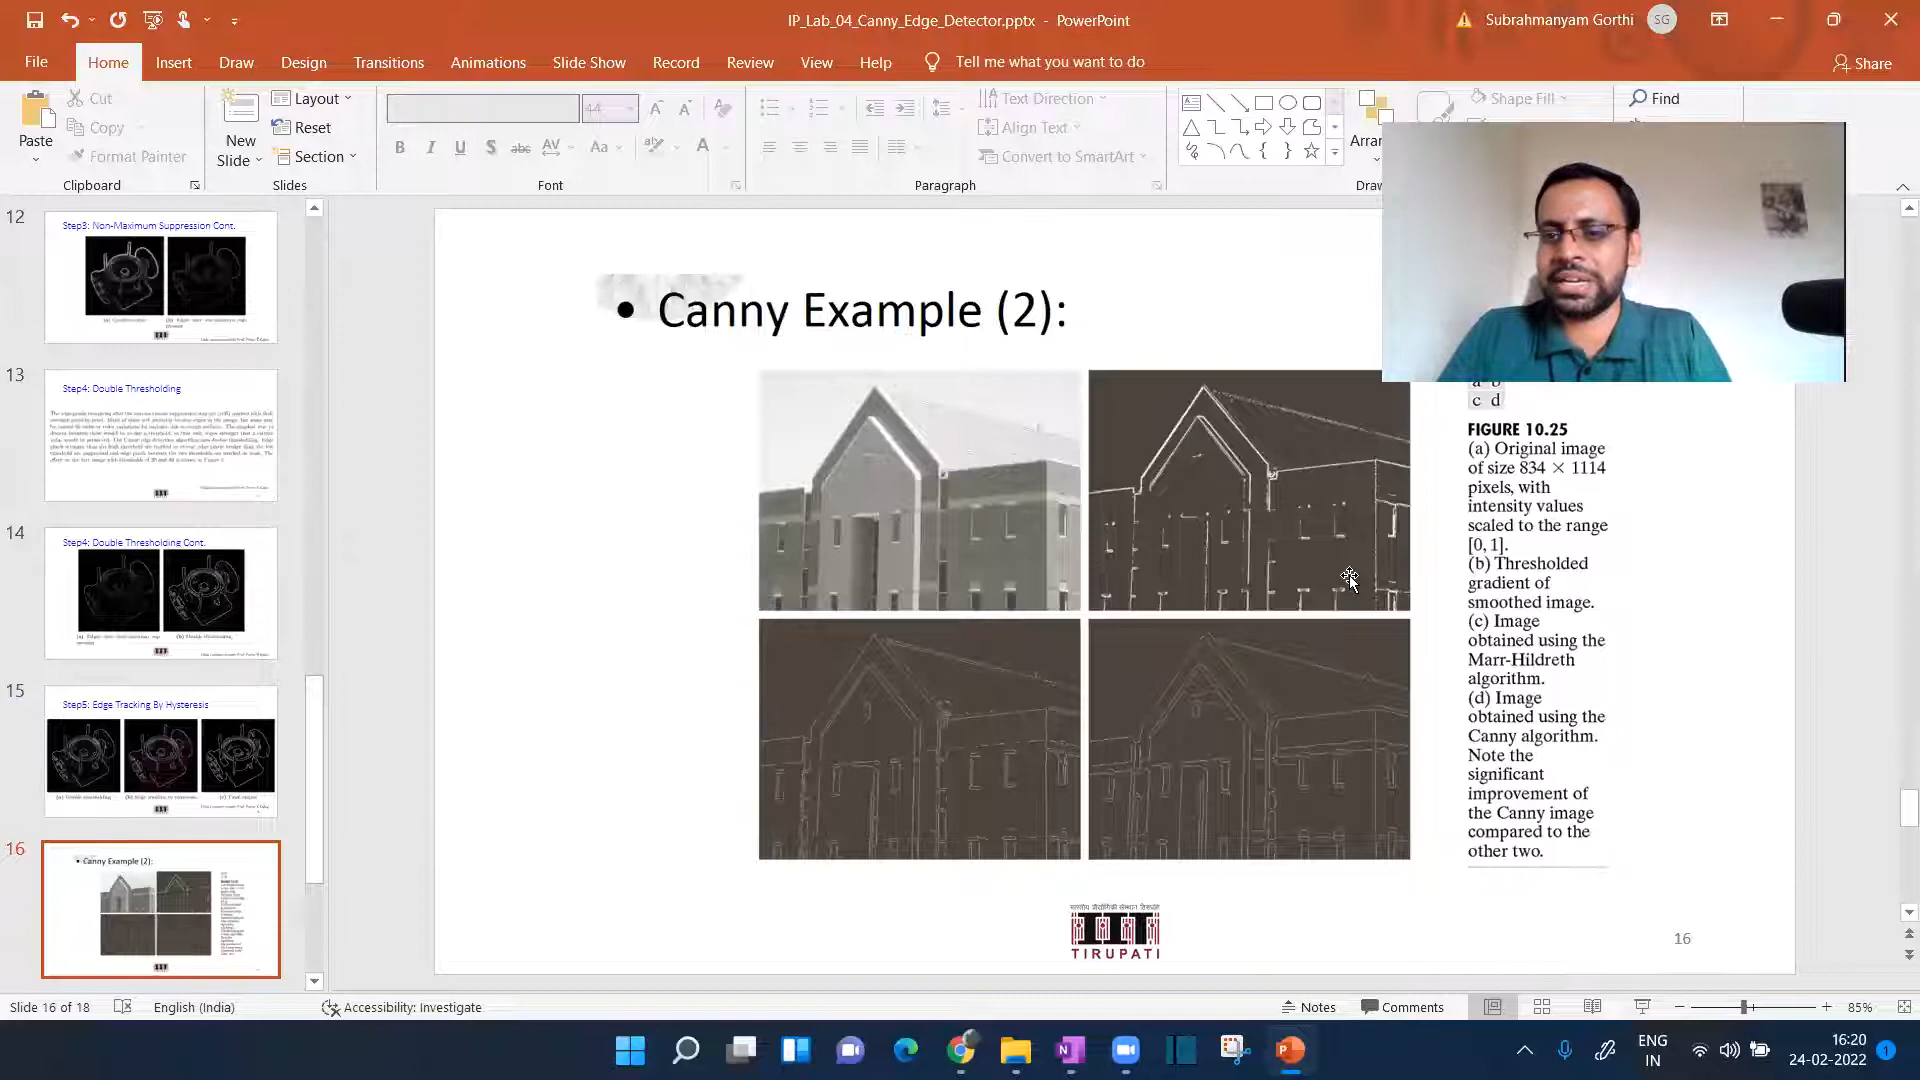 IP_Lab_04_Canny_Edge_Detector.pptx - PowerPoint
Subrahmanyam Gorthi
SG
File
Home
Insert
Draw
Design
Transitions
Animations
Slide Show
Record
Review
View
Help
Tell me what you want to do
Share
Paste
Cut
Copy
Format Painter
Clipboard
New
Slide
Layout
Reset
Section
Slides
44
Font
Text Direction
Align Text
Convert to SmartArt
Paragraph
Arran
Shape Fill
Find
Draw
12
Step3: Non-Maximum Suppression Cont.
13
Step4: Double Thresholding
14
Step4: Double Thresholding Cont.
15
Step5: Edge Tracking By Hysteresis
16
• Canny Example (2):
• Canny Example (2):
a b
c d
FIGURE 10.25
(a) Original image
of size 834 × 1114
pixels, with
intensity values
scaled to the range
[0, 1].
(b) Thresholded
gradient of
smoothed image.
(c) Image
obtained using the
Marr-Hildreth
algorithm.
(d) Image
obtained using the
Canny algorithm.
Note the
significant
improvement of
the Canny image
compared to the
other two.
भारतीय प्रौद्योगिकी संस्थान तिरुपति
TIRUPATI
16
Slide 16 of 18
English (India)
Accessibility: Investigate
Notes
Comments
85%
ENG
IN
16:20
24-02-2022
1